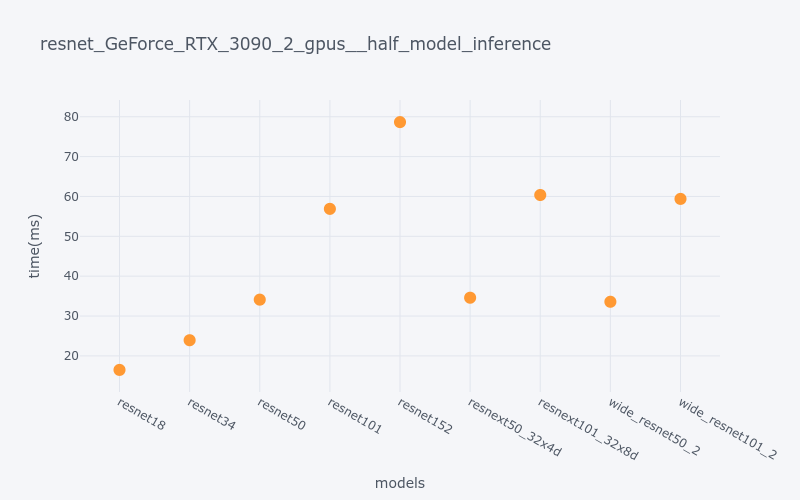 resnet_GeForce_RTX_3090_2_gpus__half_model_inference
time(ms)
80
70
60
50
40
30
20
resnet18
resnet34
resnet50
resnet101
resnet152
resnext50_32x4d
resnext101_32x8d
wide_resnet50_2
wide_resnet101_2
models